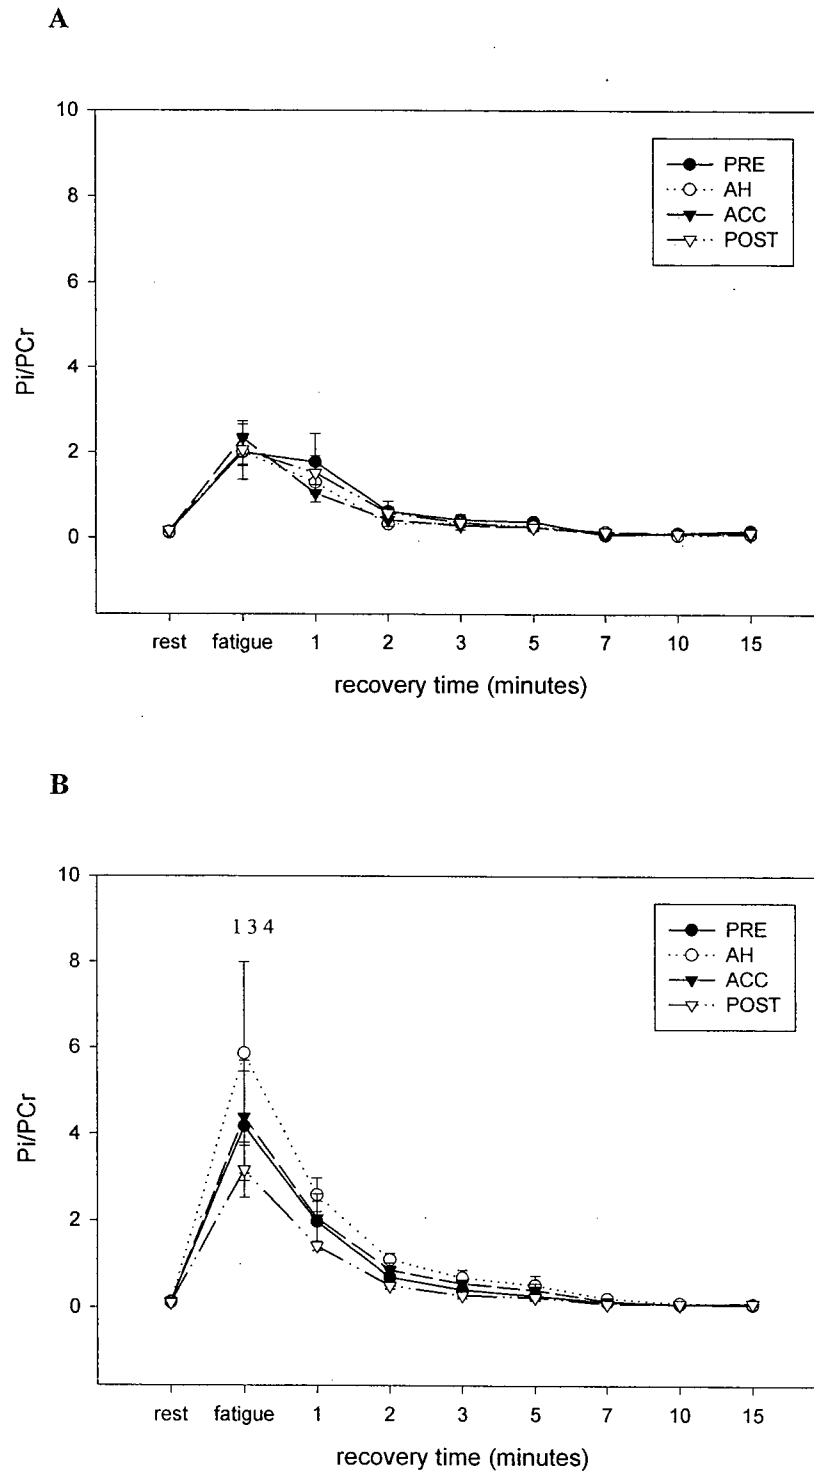 A
10
8
6
4
2
0
Pi/PCr
PRE
AH
ACC
POST
rest fatigue 1 2 3 5 7 10 15
recovery time (minutes)
B
10
8
6
4
2
0
Pi/PCr
1 3 4
PRE
AH
ACC
POST
rest fatigue 1 2 3 5 7 10 15
recovery time (minutes)